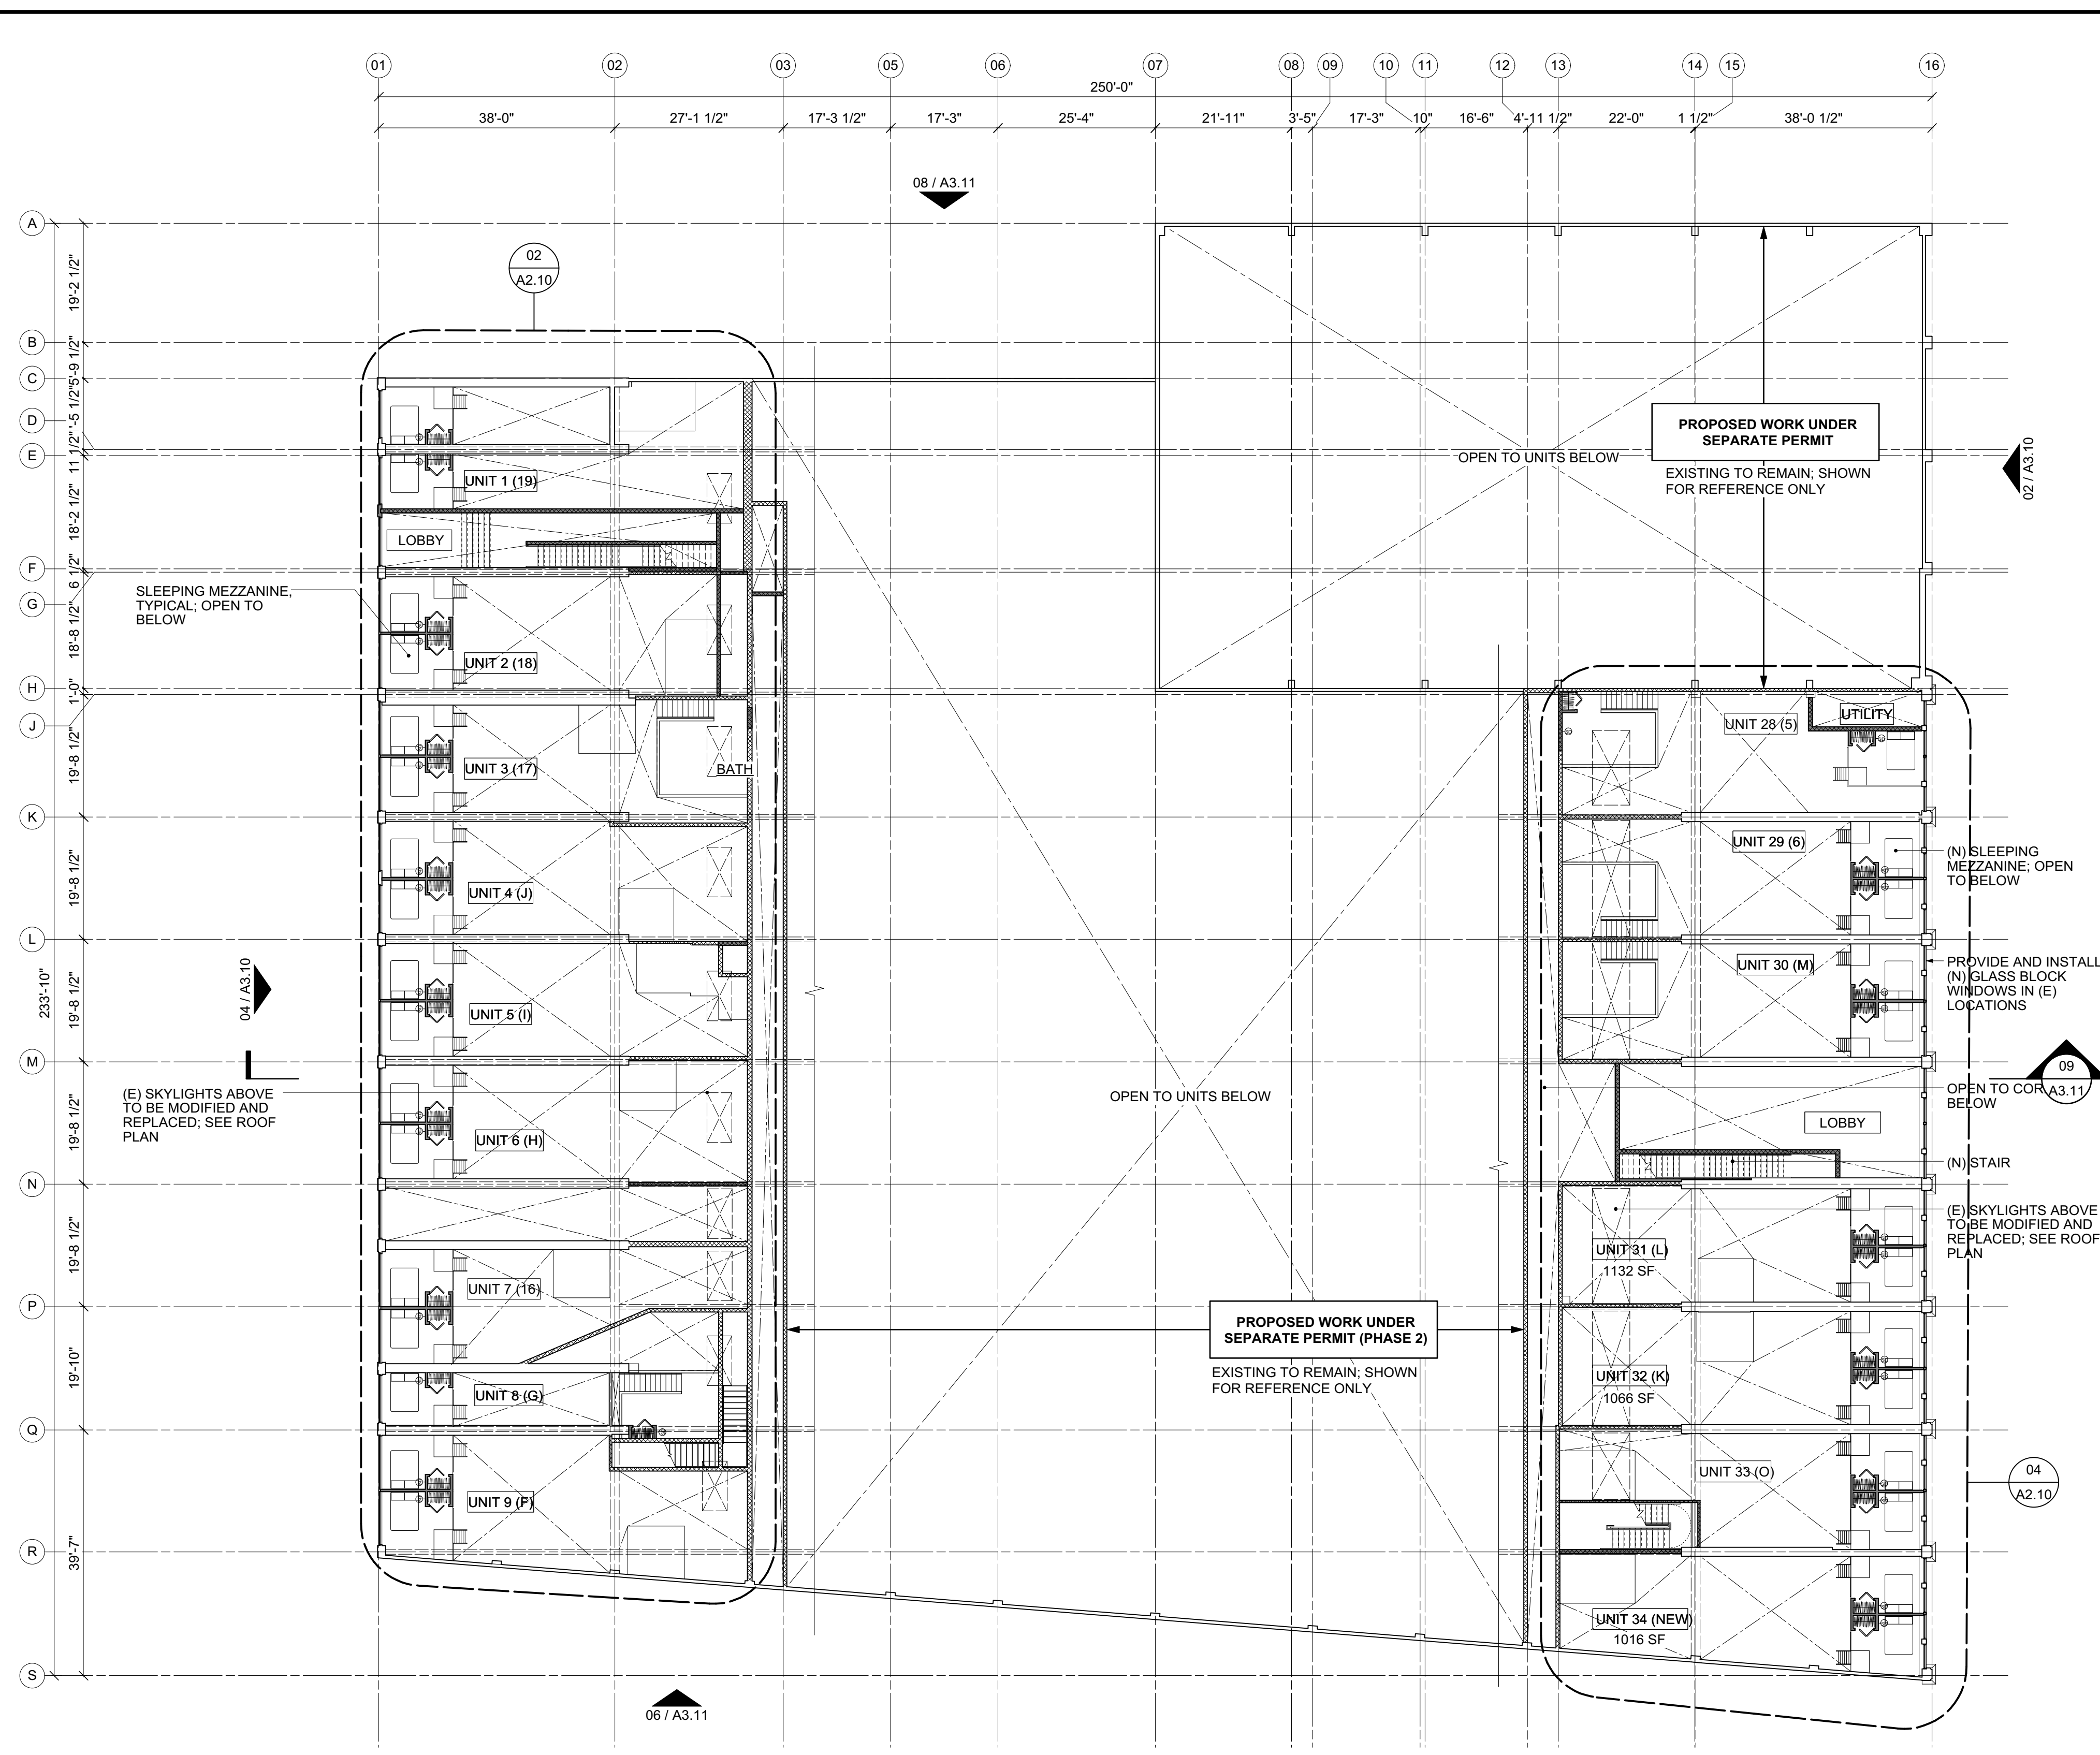 01
02
03
05
06
07
08
09
10
11
12
13
14
15
16
250'-0"
38'-0"
27'-1 1/2"
17'-3 1/2"
17'-3"
25'-4"
21'-11"
3'-5"
17'-3"
10"
16'-6"
4'-11 1/2"
22'-0"
1 1/2"
38'-0 1/2"
08 / A3.11
A
B
C
D
E
F
G
H
J
K
L
M
N
P
Q
R
S
233'-10"
19'-2 1/2"
5'-9 1/2"
18'-2 1/2"
6 1/2"
18'-8 1/2"
1'-0"
19'-8 1/2"
19'-8 1/2"
19'-8 1/2"
19'-8 1/2"
19'-8 1/2"
19'-10"
39'-7"
02
A2.10
UNIT 1 (19)
LOBBY
SLEEPING MEZZANINE,
TYPICAL; OPEN TO
BELOW
UNIT 2 (18)
UNIT 3 (17)
BATH
UNIT 4 (J)
04 / A3.10
UNIT 5 (I)
(E) SKYLIGHTS ABOVE
TO BE MODIFIED AND
REPLACED; SEE ROOF
PLAN
UNIT 6 (H)
UNIT 7 (16)
UNIT 8 (G)
UNIT 9 (F)
06 / A3.11
OPEN TO UNITS BELOW
PROPOSED WORK UNDER
SEPARATE PERMIT
EXISTING TO REMAIN; SHOWN
FOR REFERENCE ONLY
02 / A3.10
OPEN TO UNITS BELOW
PROPOSED WORK UNDER
SEPARATE PERMIT (PHASE 2)
EXISTING TO REMAIN; SHOWN
FOR REFERENCE ONLY
UNIT 28 (5)
UTILITY
UNIT 29 (6)
(N) SLEEPING
MEZZANINE; OPEN
TO BELOW
UNIT 30 (M)
PROVIDE AND INSTALL
(N) GLASS BLOCK
WINDOWS IN (E)
LOCATIONS
09
A3.11
OPEN TO COR
BELOW
LOBBY
(N) STAIR
(E) SKYLIGHTS ABOVE
TO BE MODIFIED AND
REPLACED; SEE ROOF
PLAN
UNIT 31 (L)
1132 SF
UNIT 32 (K)
1066 SF
UNIT 33 (O)
04
A2.10
UNIT 34 (NEW)
1016 SF